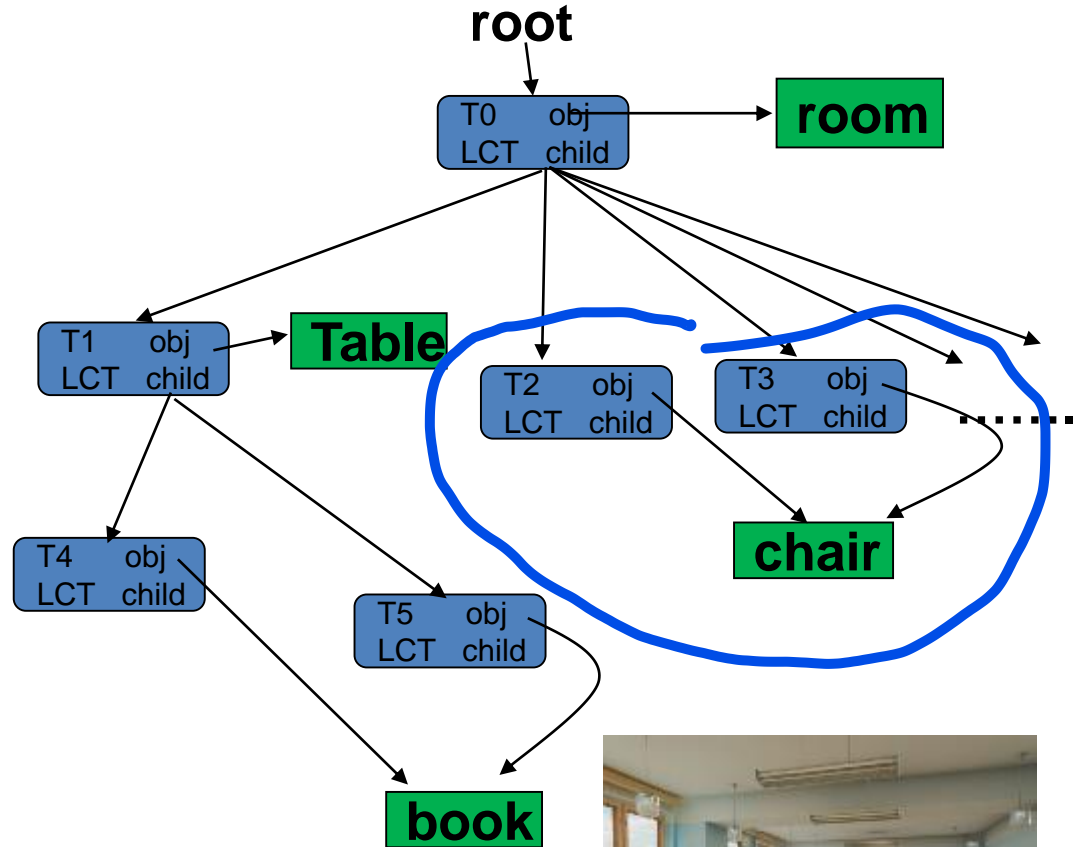 root
T0 obj
LCT child
room
T1 obj
LCT child
Table
T2 obj
LCT child
T3 obj
LCT child
chair
T4 obj
LCT child
T5 obj
LCT child
book